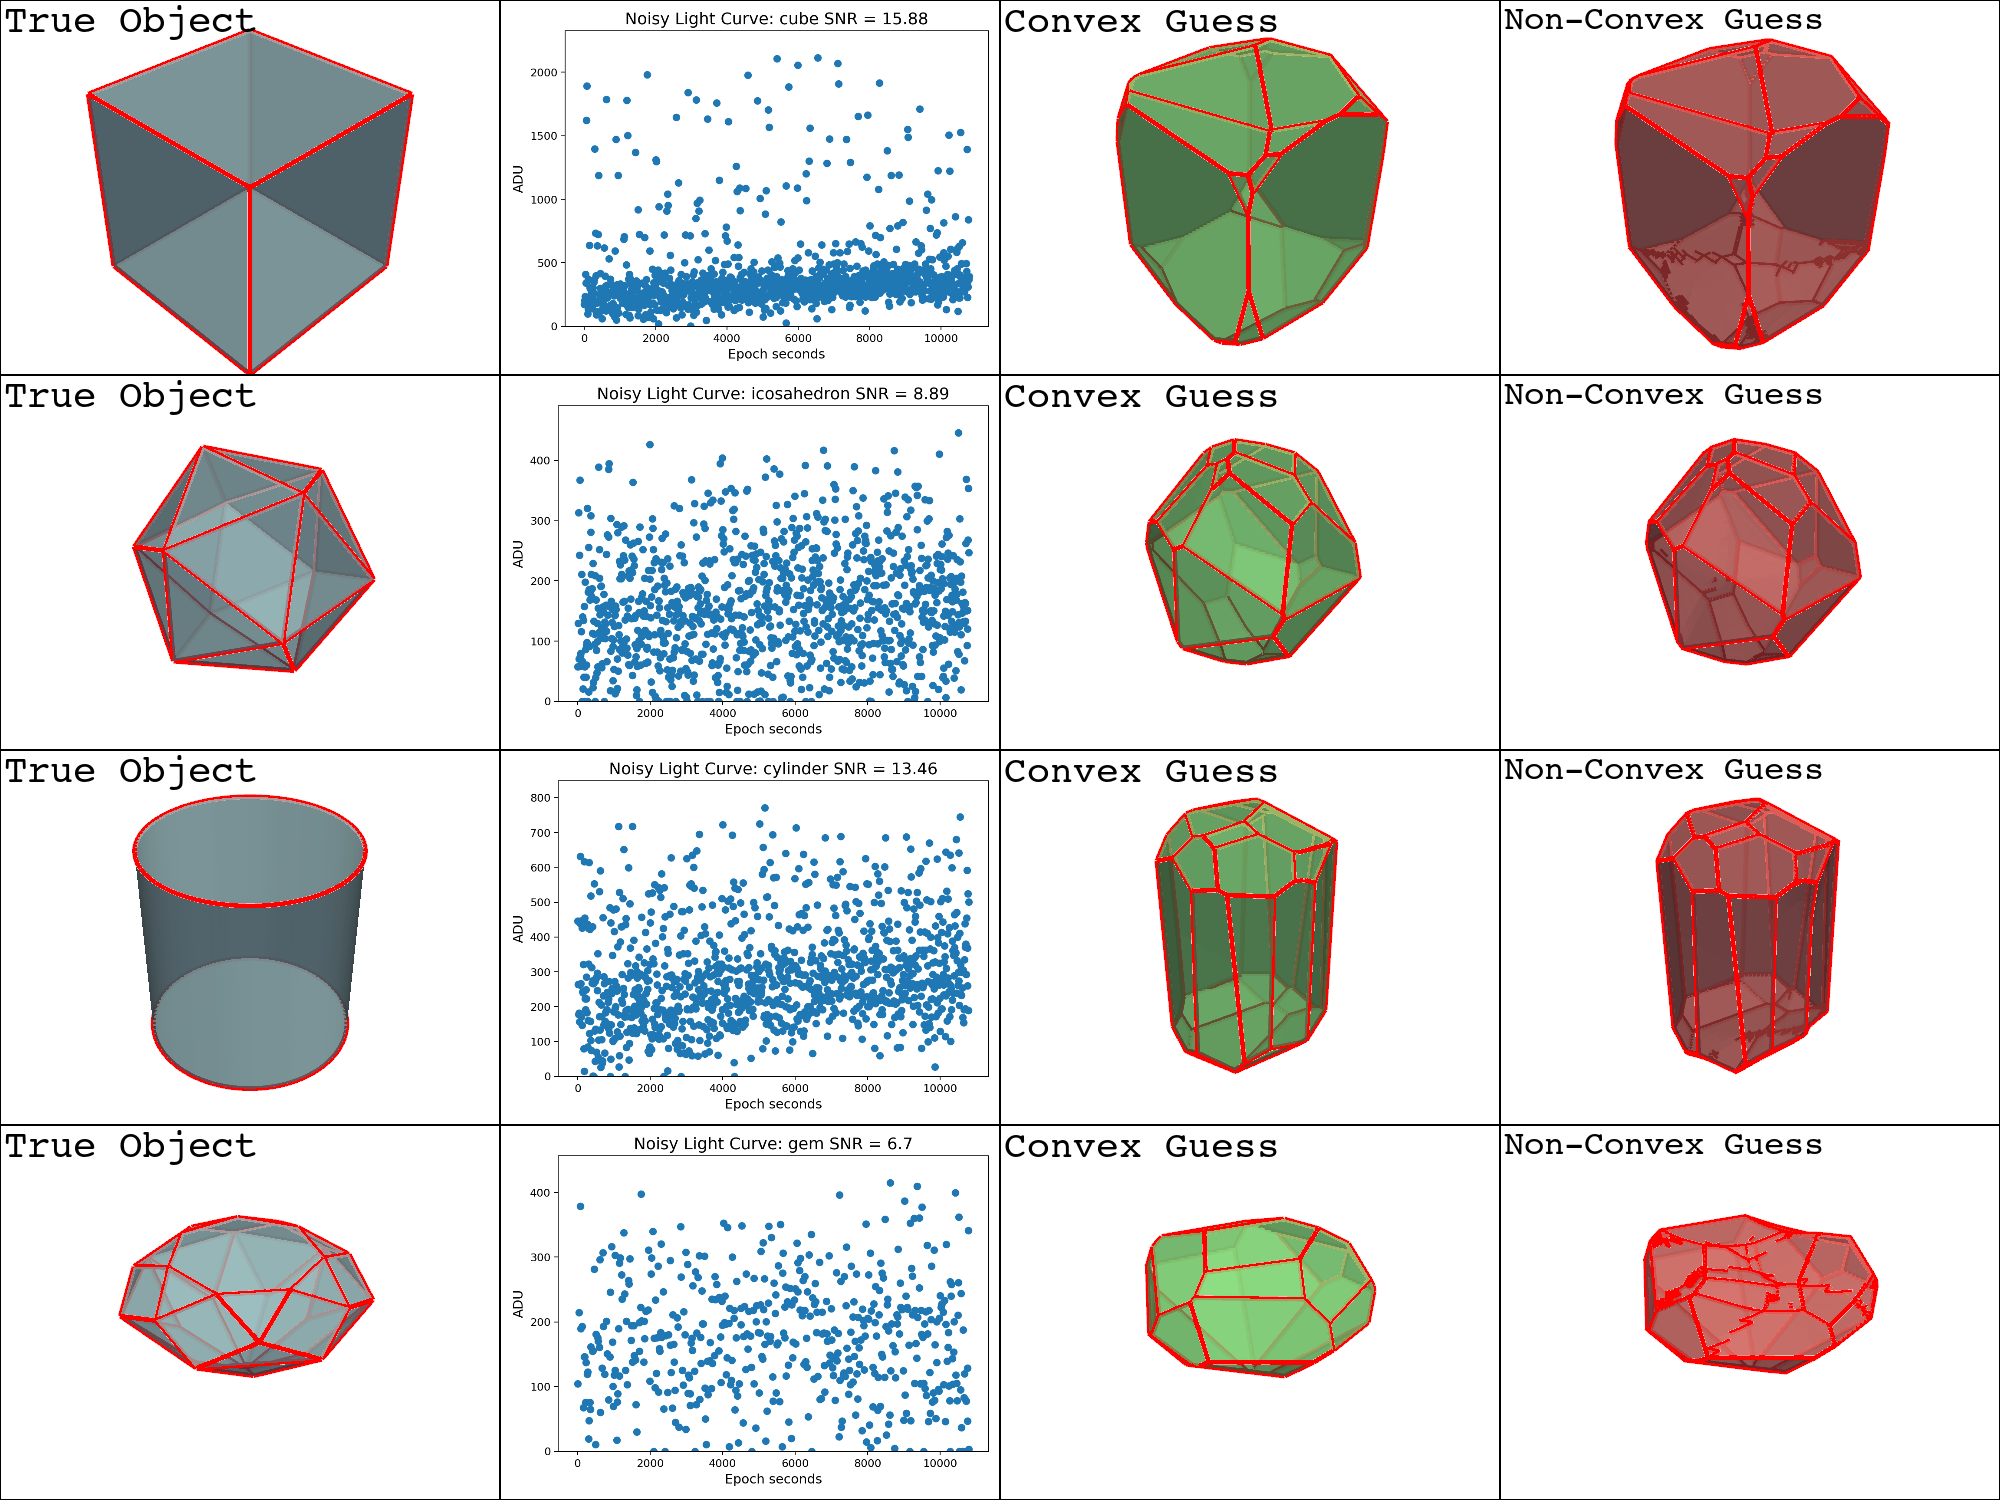 True Object
Noisy Light Curve: cube SNR = 15.88
Convex Guess
Non-Convex Guess
2000
1500
1000
500
0
ADU
0 2000 4000 6000 8000 10000
Epoch seconds
True Object
Noisy Light Curve: icosahedron SNR = 8.89
Convex Guess
Non-Convex Guess
400
300
200
100
0
ADU
0 2000 4000 6000 8000 10000
Epoch seconds
True Object
Noisy Light Curve: cylinder SNR = 13.46
Convex Guess
Non-Convex Guess
800
700
600
500
400
300
200
100
0
ADU
0 2000 4000 6000 8000 10000
Epoch seconds
True Object
Noisy Light Curve: gem SNR = 6.7
Convex Guess
Non-Convex Guess
400
300
200
100
0
ADU
0 2000 4000 6000 8000 10000
Epoch seconds